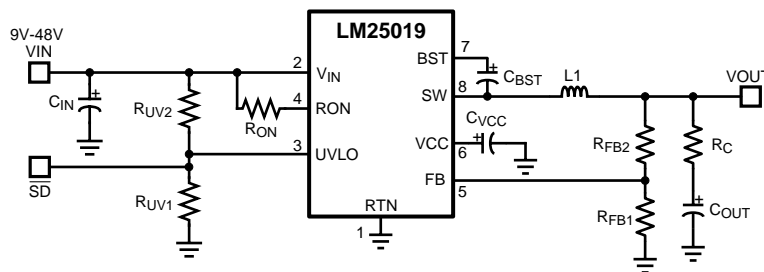 LM25019
9V-48V
VIN
7
BST
2
VIN
CBST
L1
VOUT
8
SW
CIN
4
RON
RUV2
RON
CVCC
3
UVLO
VCC
6
RFB2
RC
SD
FB
5
RUV1
RTN
1
RFB1
COUT